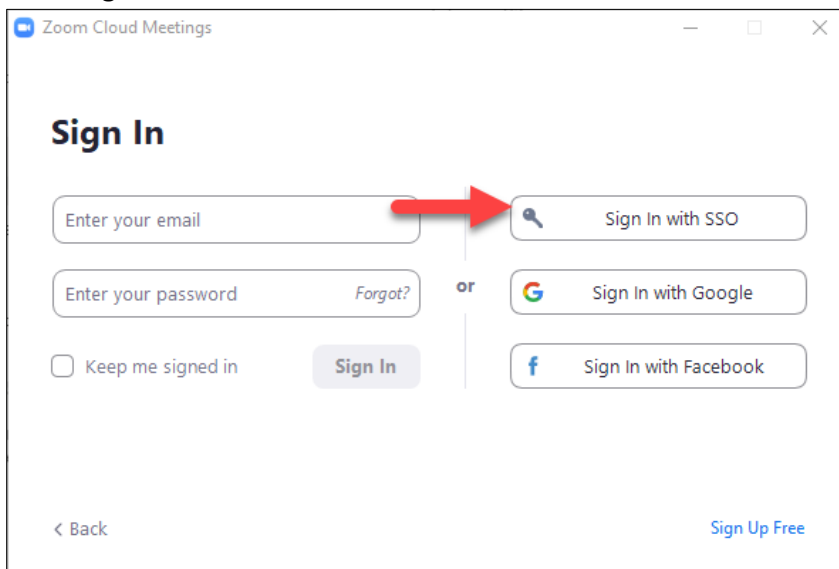 Zoom Cloud Meetings
Sign In
Enter your email
Enter your password
Forgot?
Keep me signed in
Sign In
or
Sign In with SSO
Sign In with Google
Sign In with Facebook
< Back
Sign Up Free